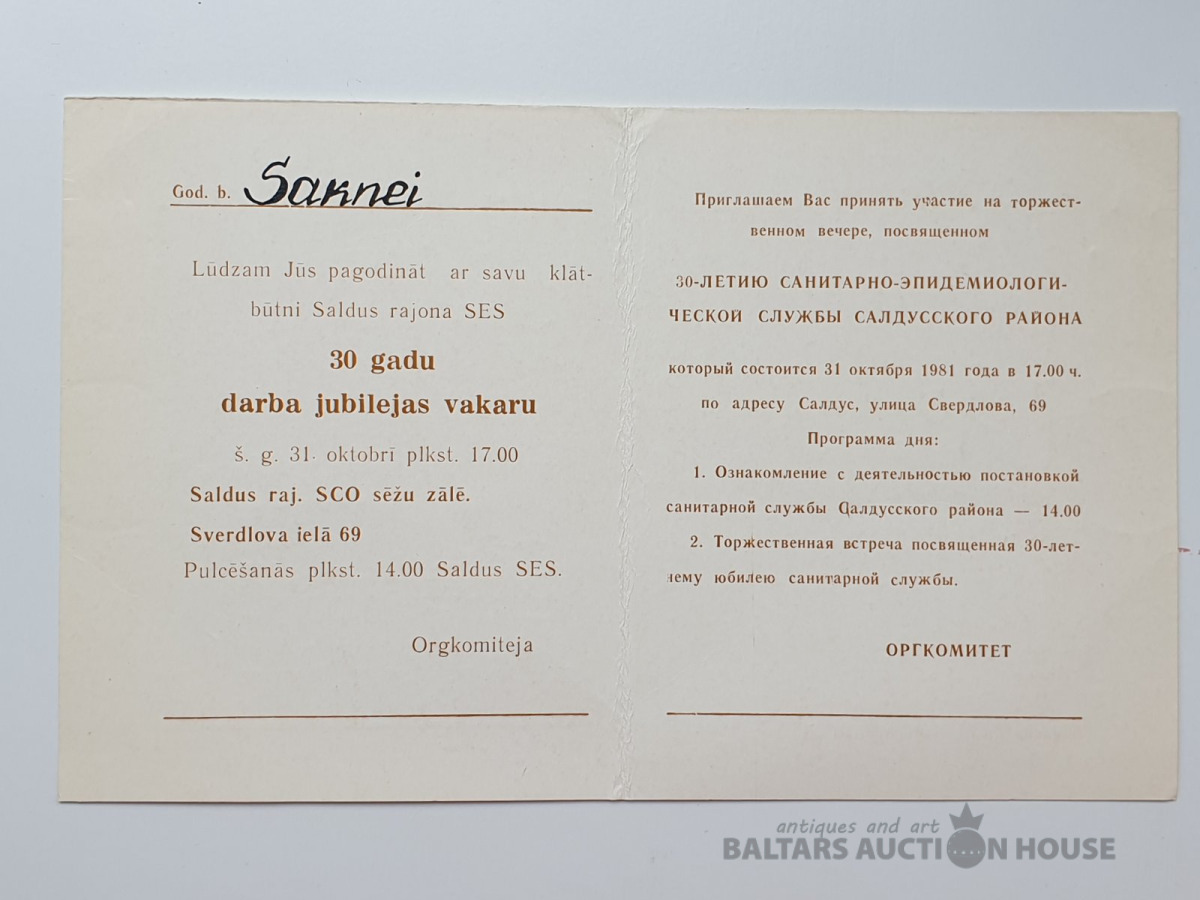 God. b. Saknei
Lūdzam Jūs pagodināt ar savu klāt-
būtni Saldus rajona SES
30 gadu
darba jubilejas vakaru
š. g. 31. oktobrī plkst. 17.00
Saldus raj. SCO sēžu zālē.
Sverdlova ielā 69
Pulcēšanās plkst. 14.00 Saldus SES.
Orgkomiteja
Приглашаем Вас принять участие на торжест-
венном вечере, посвященном
30-ЛЕТИЮ САНИТАРНО-ЭПИДЕМИОЛОГИ-
ЧЕСКОЙ СЛУЖБЫ САЛДУССКОГО РАЙОНА
который состоится 31 октября 1981 года в 17.00 ч.
по адресу Салдус, улица Свердлова, 69
Программа дня:
1. Ознакомление с деятельностью постановкой
санитарной службы Салдусского района — 14.00
2. Торжественная встреча посвященная 30-лет-
нему юбилею санитарной службы.
ОРГКОМИТЕТ
antiques and art
BALTARS AUCTION HOUSE